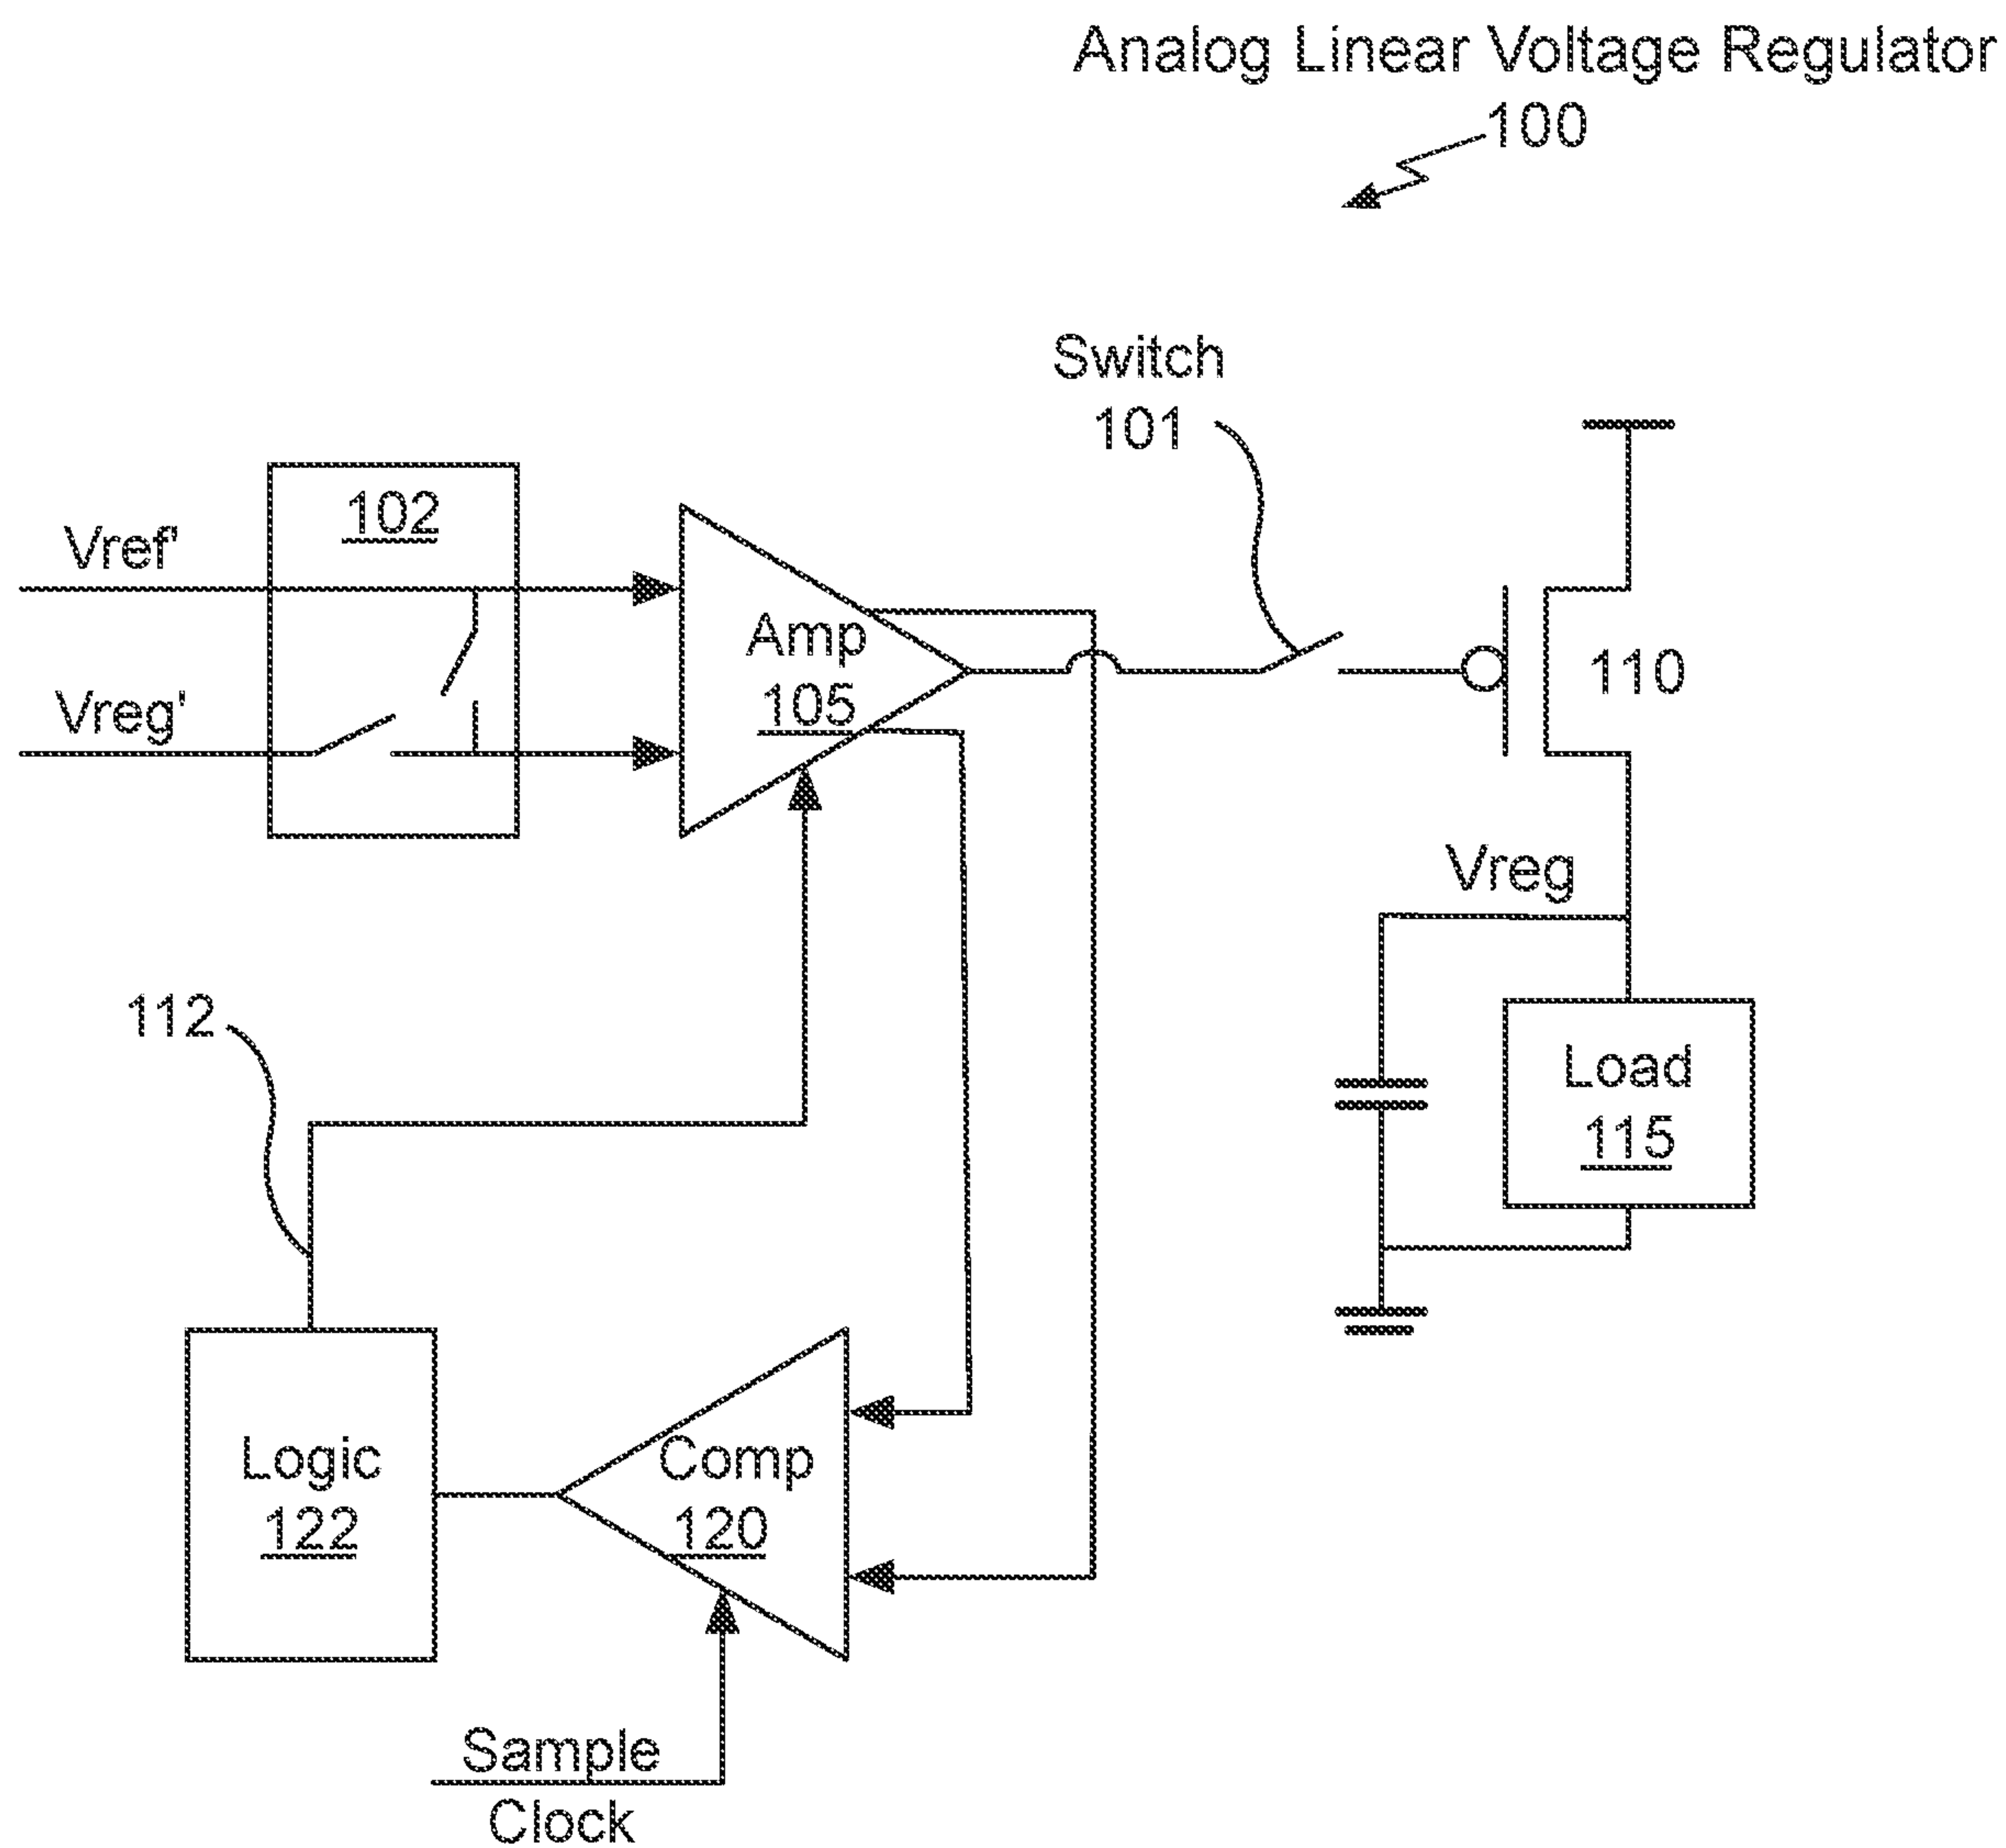 Analog Linear Voltage Regulator
100
Switch
101
102
Vref'
Vreg'
Amp
105
110
Vreg
112
Load
115
Logic
122
Comp
120
Sample
Clock